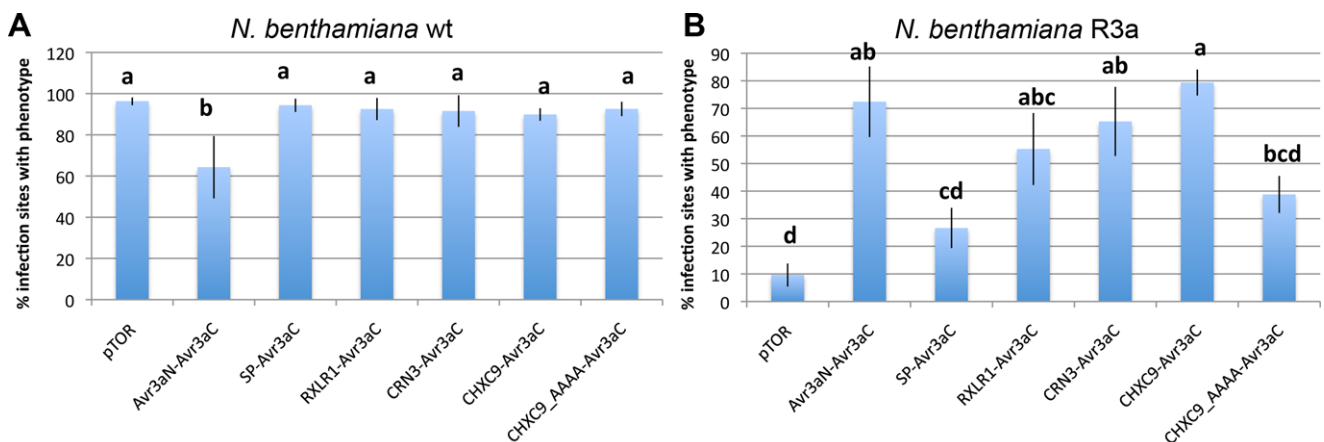 A
N. benthamiana wt
% infection sites with phenotype
120
100
80
60
40
20
0
a
b
a
a
a
a
a
pTOR
Avr3aN-Avr3aC
SP-Avr3aC
RXLR1-Avr3aC
CRN3-Avr3aC
CHXC9-Avr3aC
CHXC9_AAAA-Avr3aC
B
N. benthamiana R3a
% infection sites with phenotype
90
80
70
60
50
40
30
20
10
0
d
ab
cd
abc
ab
a
bcd
pTOR
Avr3aN-Avr3aC
SP-Avr3aC
RXLR1-Avr3aC
CRN3-Avr3aC
CHXC9-Avr3aC
CHXC9_AAAA-Avr3aC